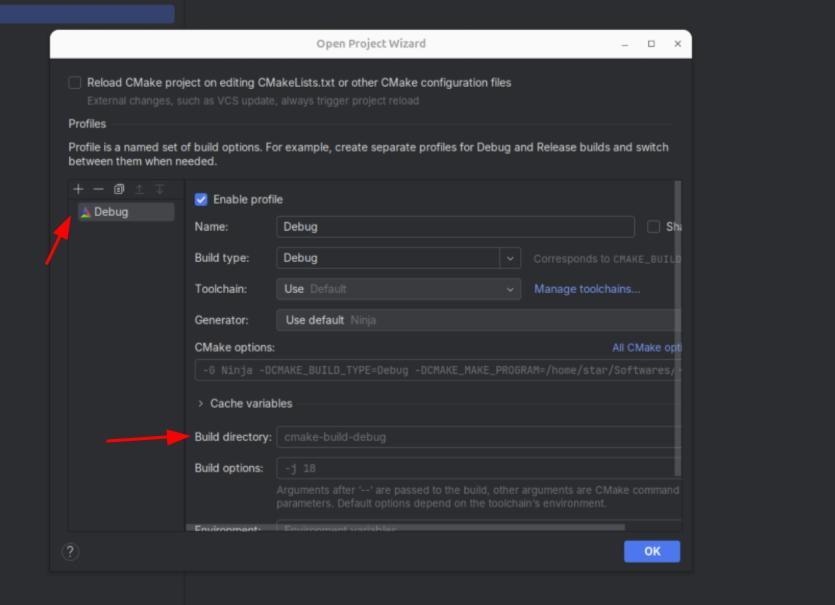 Open Project Wizard
Reload CMake project on editing CMakeLists.txt or other CMake configuration files
External changes, such as VCS update, always trigger project reload
Profiles
Profile is a named set of build options. For example, create separate profiles for Debug and Release builds and switch
between them when needed.
Debug
Enable profile
Name: Debug
Build type: Debug Corresponds to CMAKE_BUILD
Toolchain: Use Default Manage toolchains...
Generator: Use default Ninja
CMake options: All CMake opti
-G Ninja -DCMAKE_BUILD_TYPE=Debug -DCMAKE_MAKE_PROGRAM=/home/star/Softwares/
Cache variables
Build directory: cmake-build-debug
Build options: -j 18
Arguments after '--' are passed to the build, other arguments are CMake command
parameters. Default options depend on the toolchain's environment.
Environment: Environment variables
?
OK